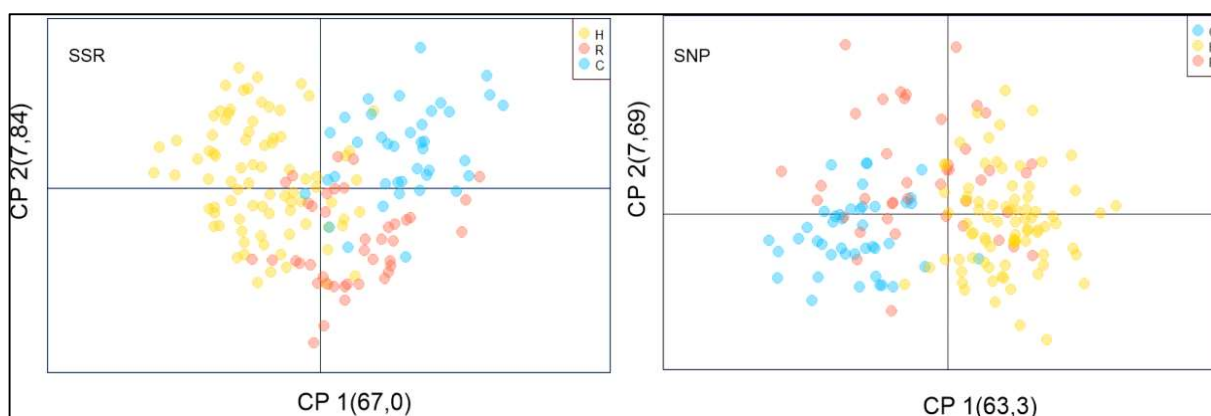 SSR
H
R
C
CP 2(7,84)
CP 1(67,0)
SNP
CP 2(7,69)
CP 1(63,3)